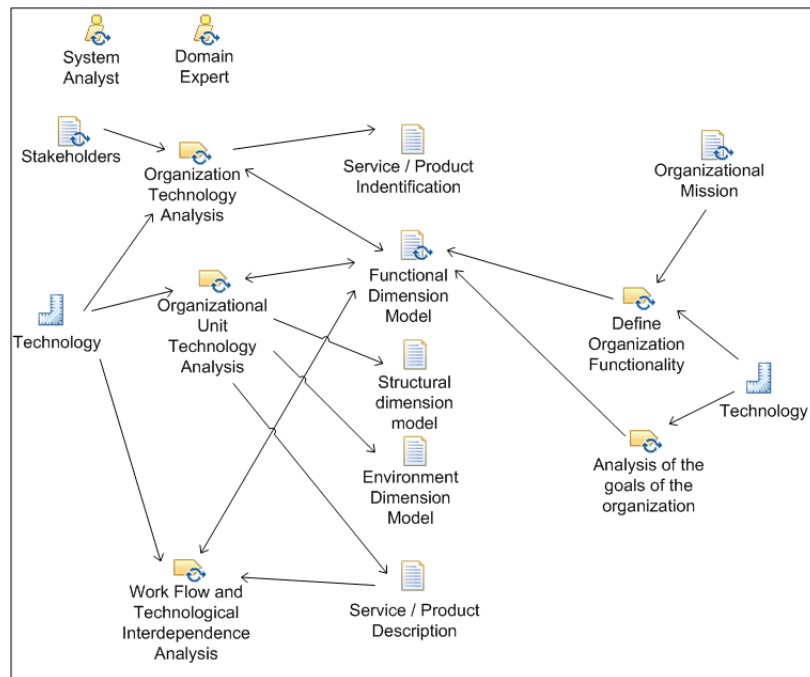 System
Analyst
Domain
Expert
Stakeholders
Organization
Technology
Analysis
Service / Product
Indentification
Organizational
Mission
Technology
Organizational
Unit
Technology
Analysis
Functional
Dimension
Model
Define
Organization
Functionality
Structural
dimension
model
Technology
Environment
Dimension
Model
Analysis of the
goals of the
organization
Work Flow and
Technological
Interdependence
Analysis
Service / Product
Description